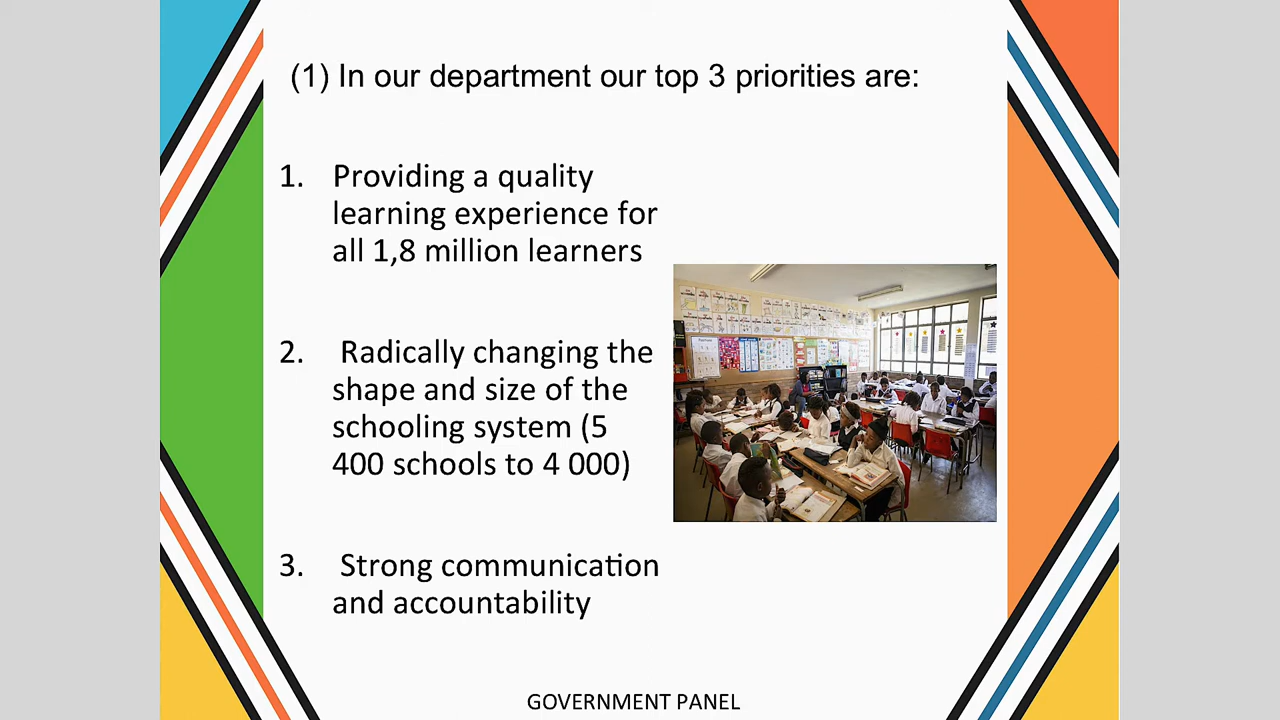 (1) In our department our top 3 priorities are:
1. Providing a quality
learning experience for
all 1,8 million learners
2. Radically changing the
shape and size of the
schooling system (5
400 schools to 4 000)
3. Strong communication
and accountability
GOVERNMENT PANEL